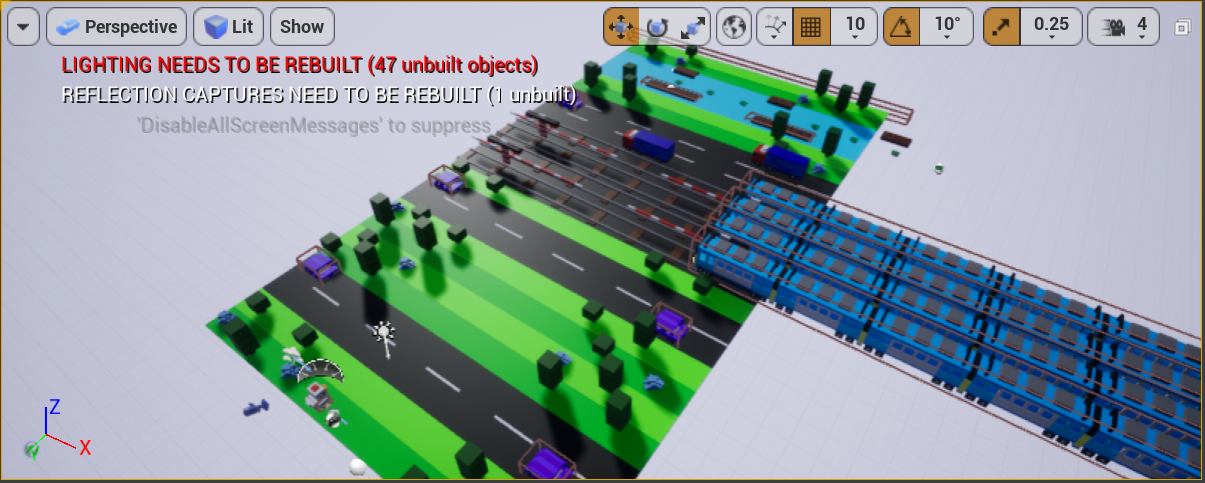 Perspective Lit Show 10 10° 0.25 4
LIGHTING NEEDS TO BE REBUILT (47 unbuilt objects)
REFLECTION CAPTURES NEED TO BE REBUILT (1 unbuilt)
'DisableAllScreenMessages' to suppress
Z
X